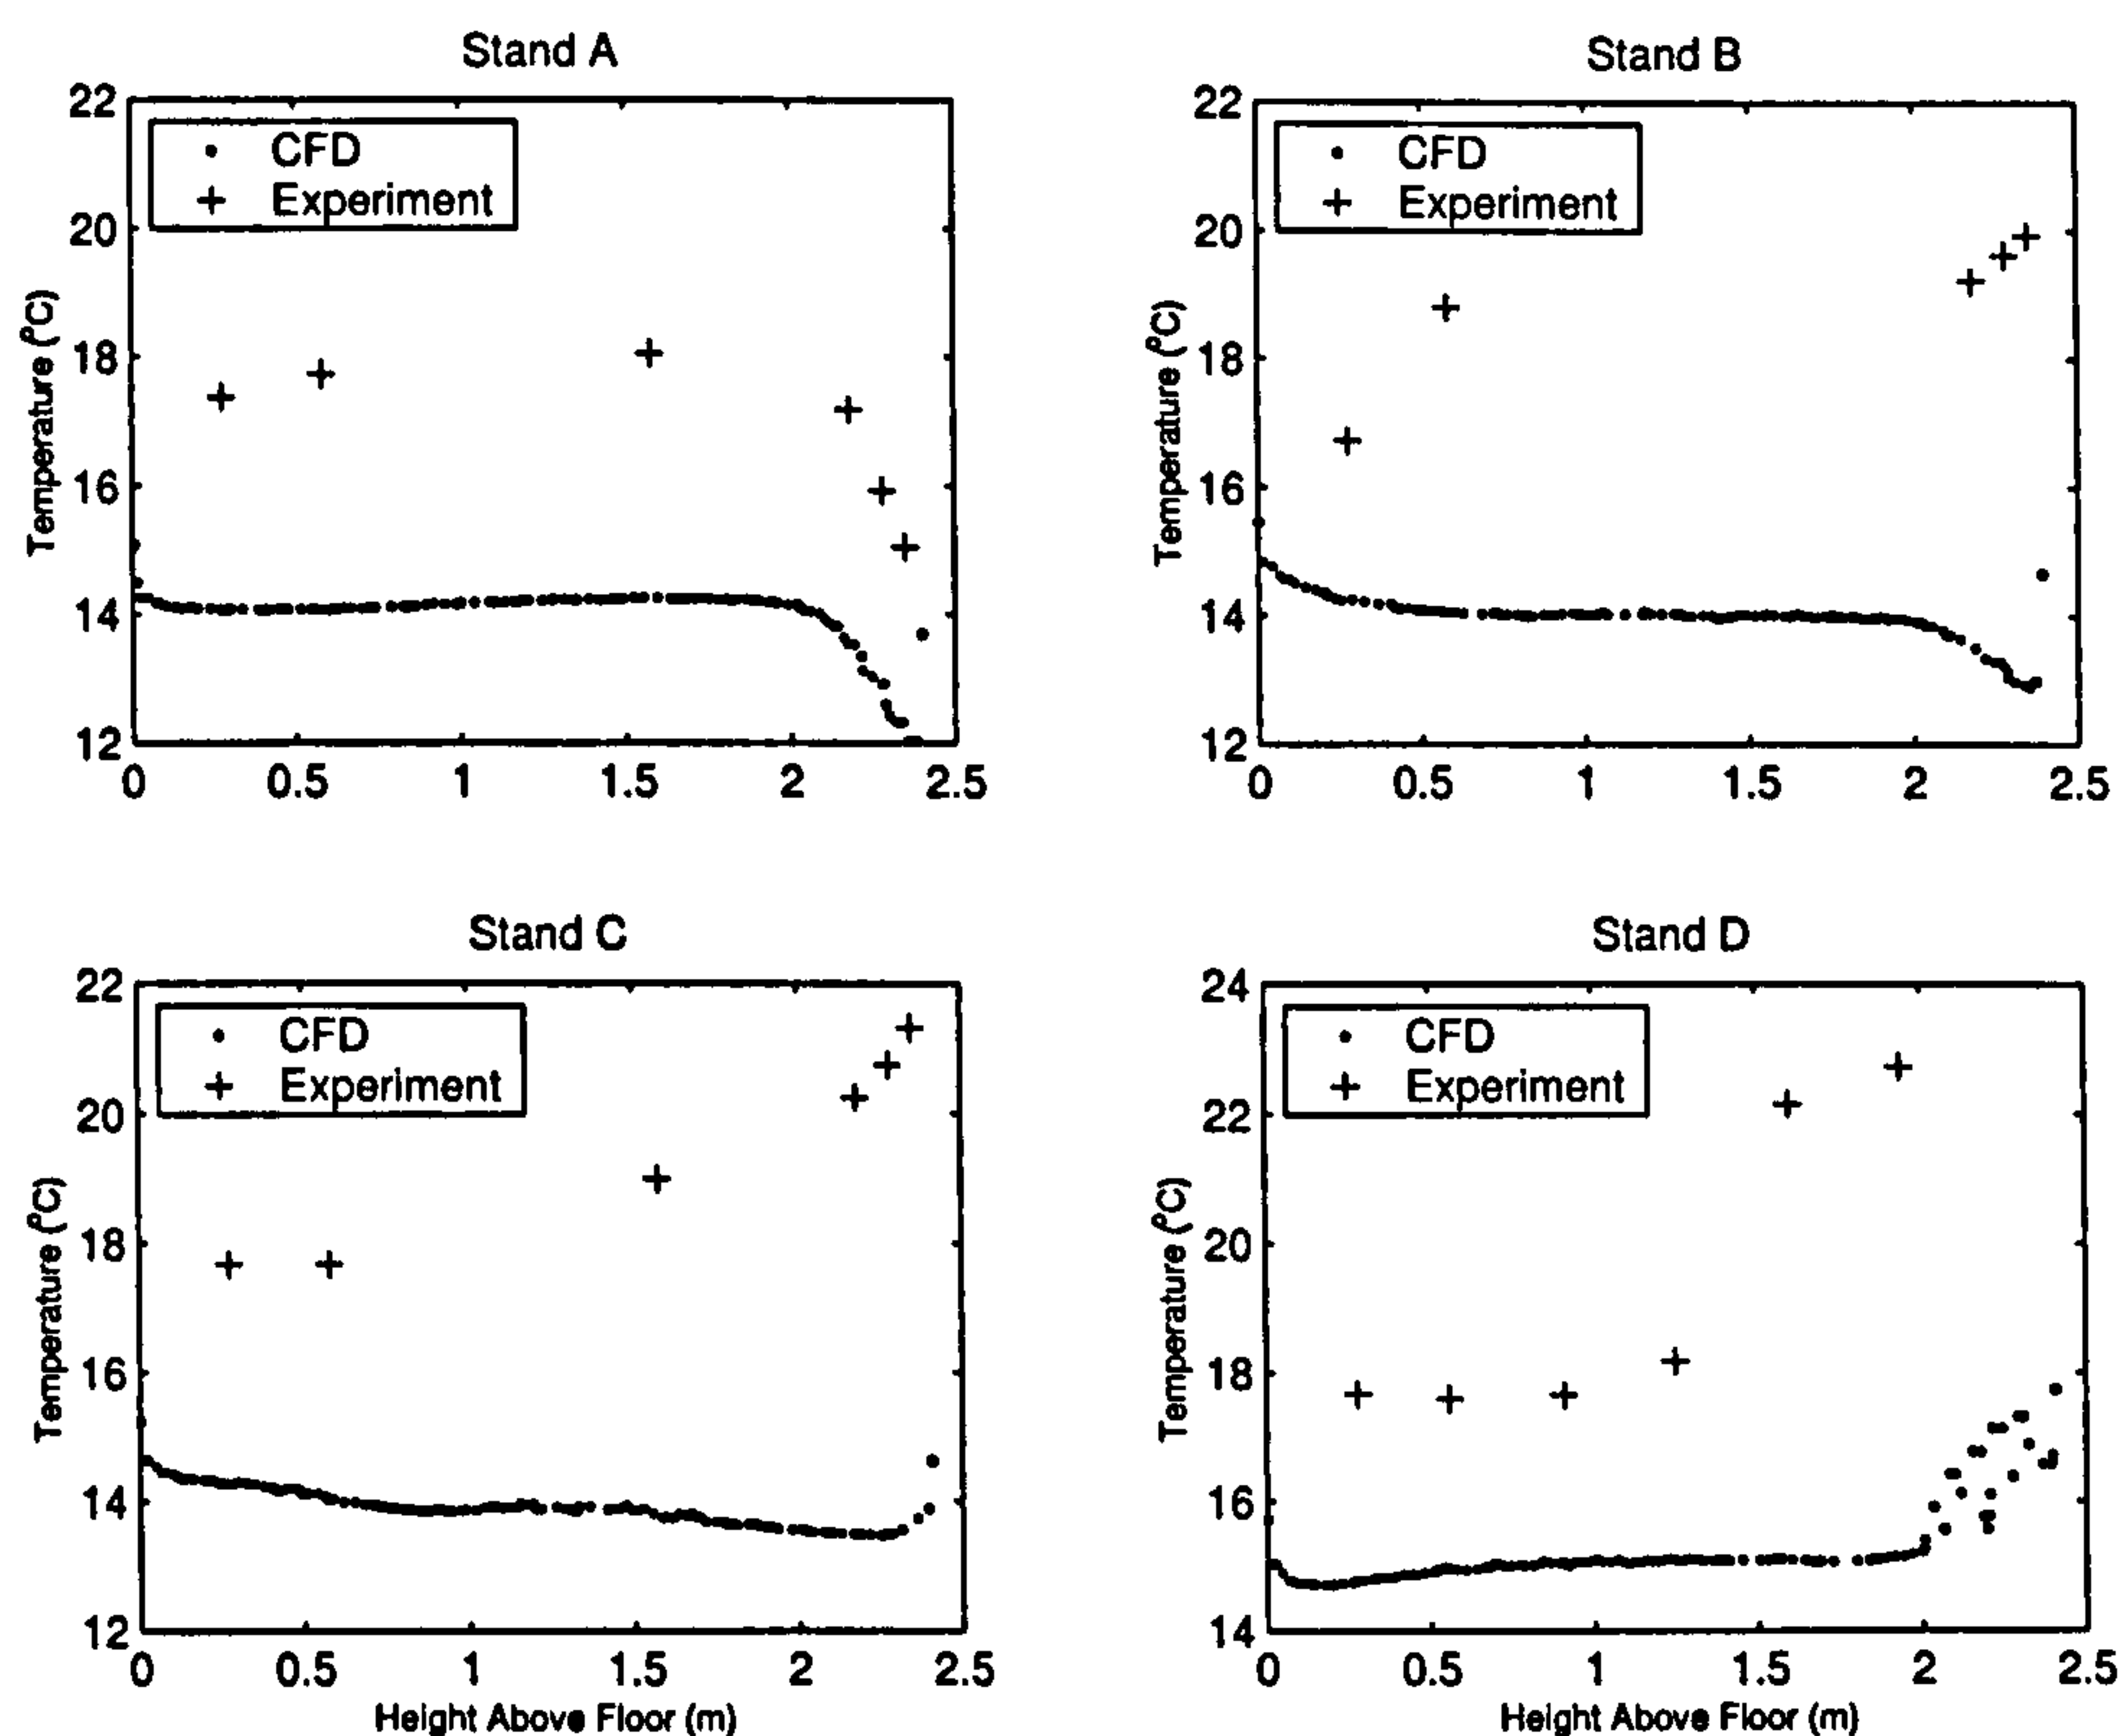 Stand A
22
20
18
16
14
12
Temperature (°C)
CFD
Experiment
0 0.5 1 1.5 2 2.5
Stand B
22
20
18
16
14
12
Temperature (°C)
CFD
Experiment
0 0.5 1 1.5 2 2.5
Stand C
22
20
18
16
14
12
Temperature (°C)
CFD
Experiment
0 0.5 1 1.5 2 2.5
Height Above Floor (m)
Stand D
24
22
20
18
16
14
Temperature (°C)
CFD
Experiment
0 0.5 1 1.5 2 2.5
Height Above Floor (m)